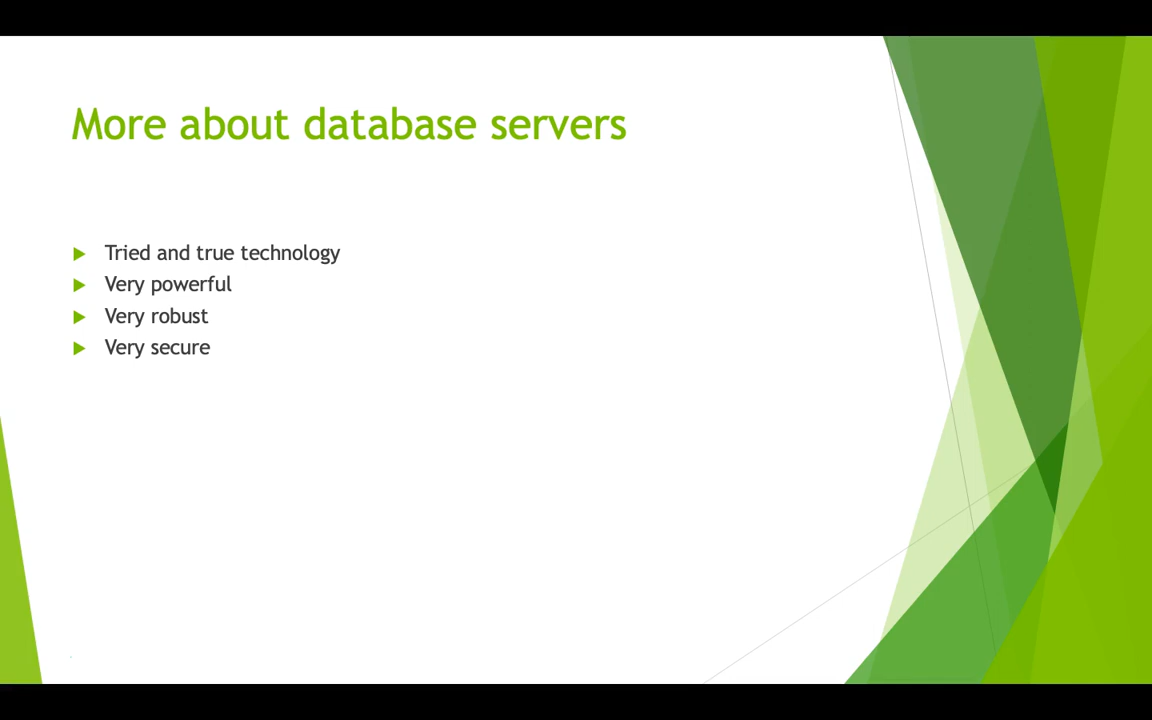 More about database servers
Tried and true technology
Very powerful
Very robust
Very secure